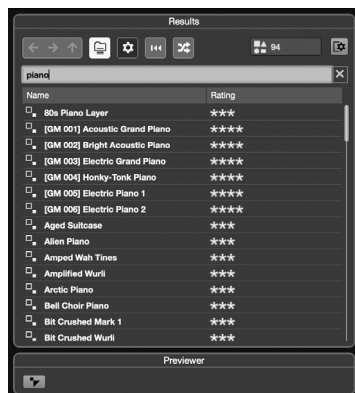 Results
94
piano
Name Rating
80s Piano Layer ★★★
[GM 001] Acoustic Grand Piano ★★★★
[GM 002] Bright Acoustic Piano ★★★★
[GM 003] Electric Grand Piano ★★★★
[GM 004] Honky-Tonk Piano ★★★★
[GM 005] Electric Piano 1 ★★★★
[GM 006] Electric Piano 2 ★★★★
Aged Suitcase ★★★
Alien Piano ★★★
Amped Wah Tines ★★★
Amplified Wurli ★★★
Arctic Piano ★★★
Bell Choir Piano ★★★
Bit Crushed Mark 1 ★★★
Bit Crushed Wurli ★★★
Previewer